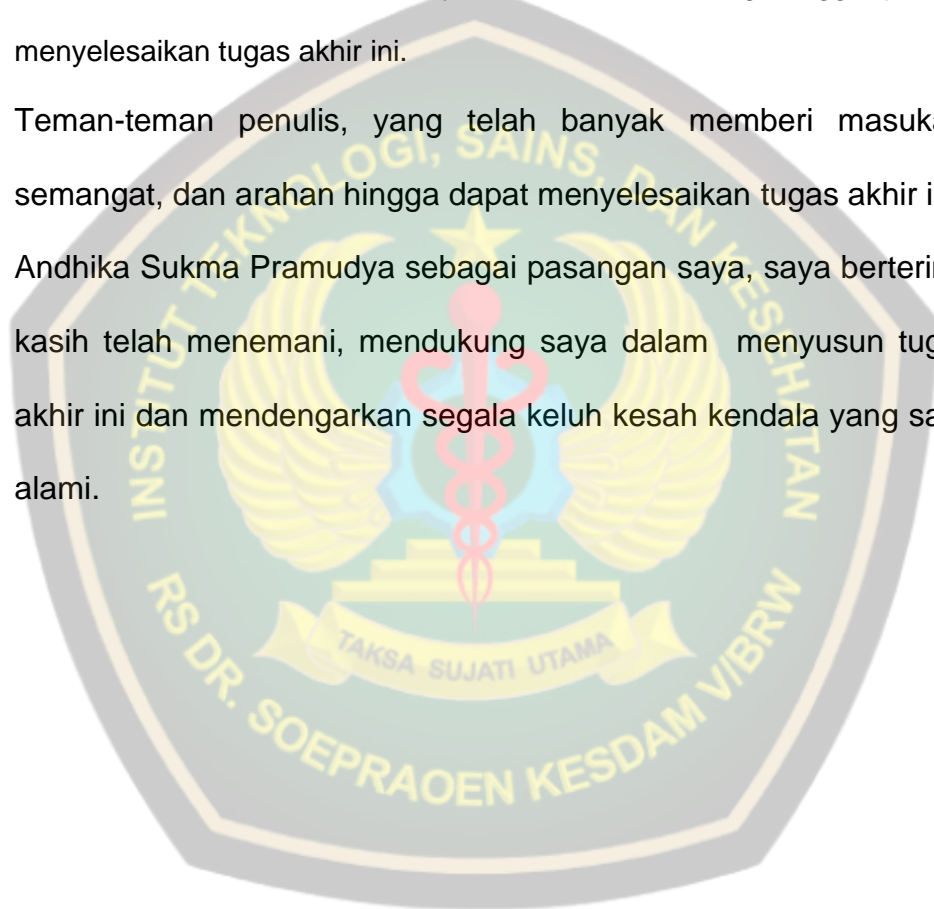 menyelesaikan tugas akhir ini.
Teman-teman penulis, yang telah banyak memberi
semangat, dan arahan hingga dapat menyelesaikan tugas akhir
Andhika Sukma Pramudya sebagai pasangan saya, saya
kasih telah menemani, mendukung saya dalam menyusun
akhir ini dan mendengarkan segala keluh kesah kendala yang
alami.
INSTITUT TEKNOLOGI, SAINS, DAN KESEHATAN
TAKSA SUJATI UTAMA
RS DR. SOEPRAOEN KESDAM V/BRW